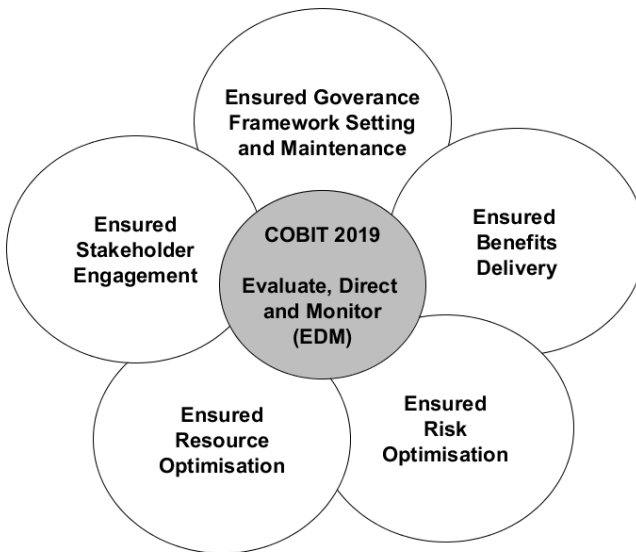 Ensured Goverance
Framework Setting
and Maintenance
Ensured
Stakeholder
Engagement
COBIT 2019
Evaluate, Direct
and Monitor
(EDM)
Ensured
Benefits
Delivery
Ensured
Resource
Optimisation
Ensured
Risk
Optimisation